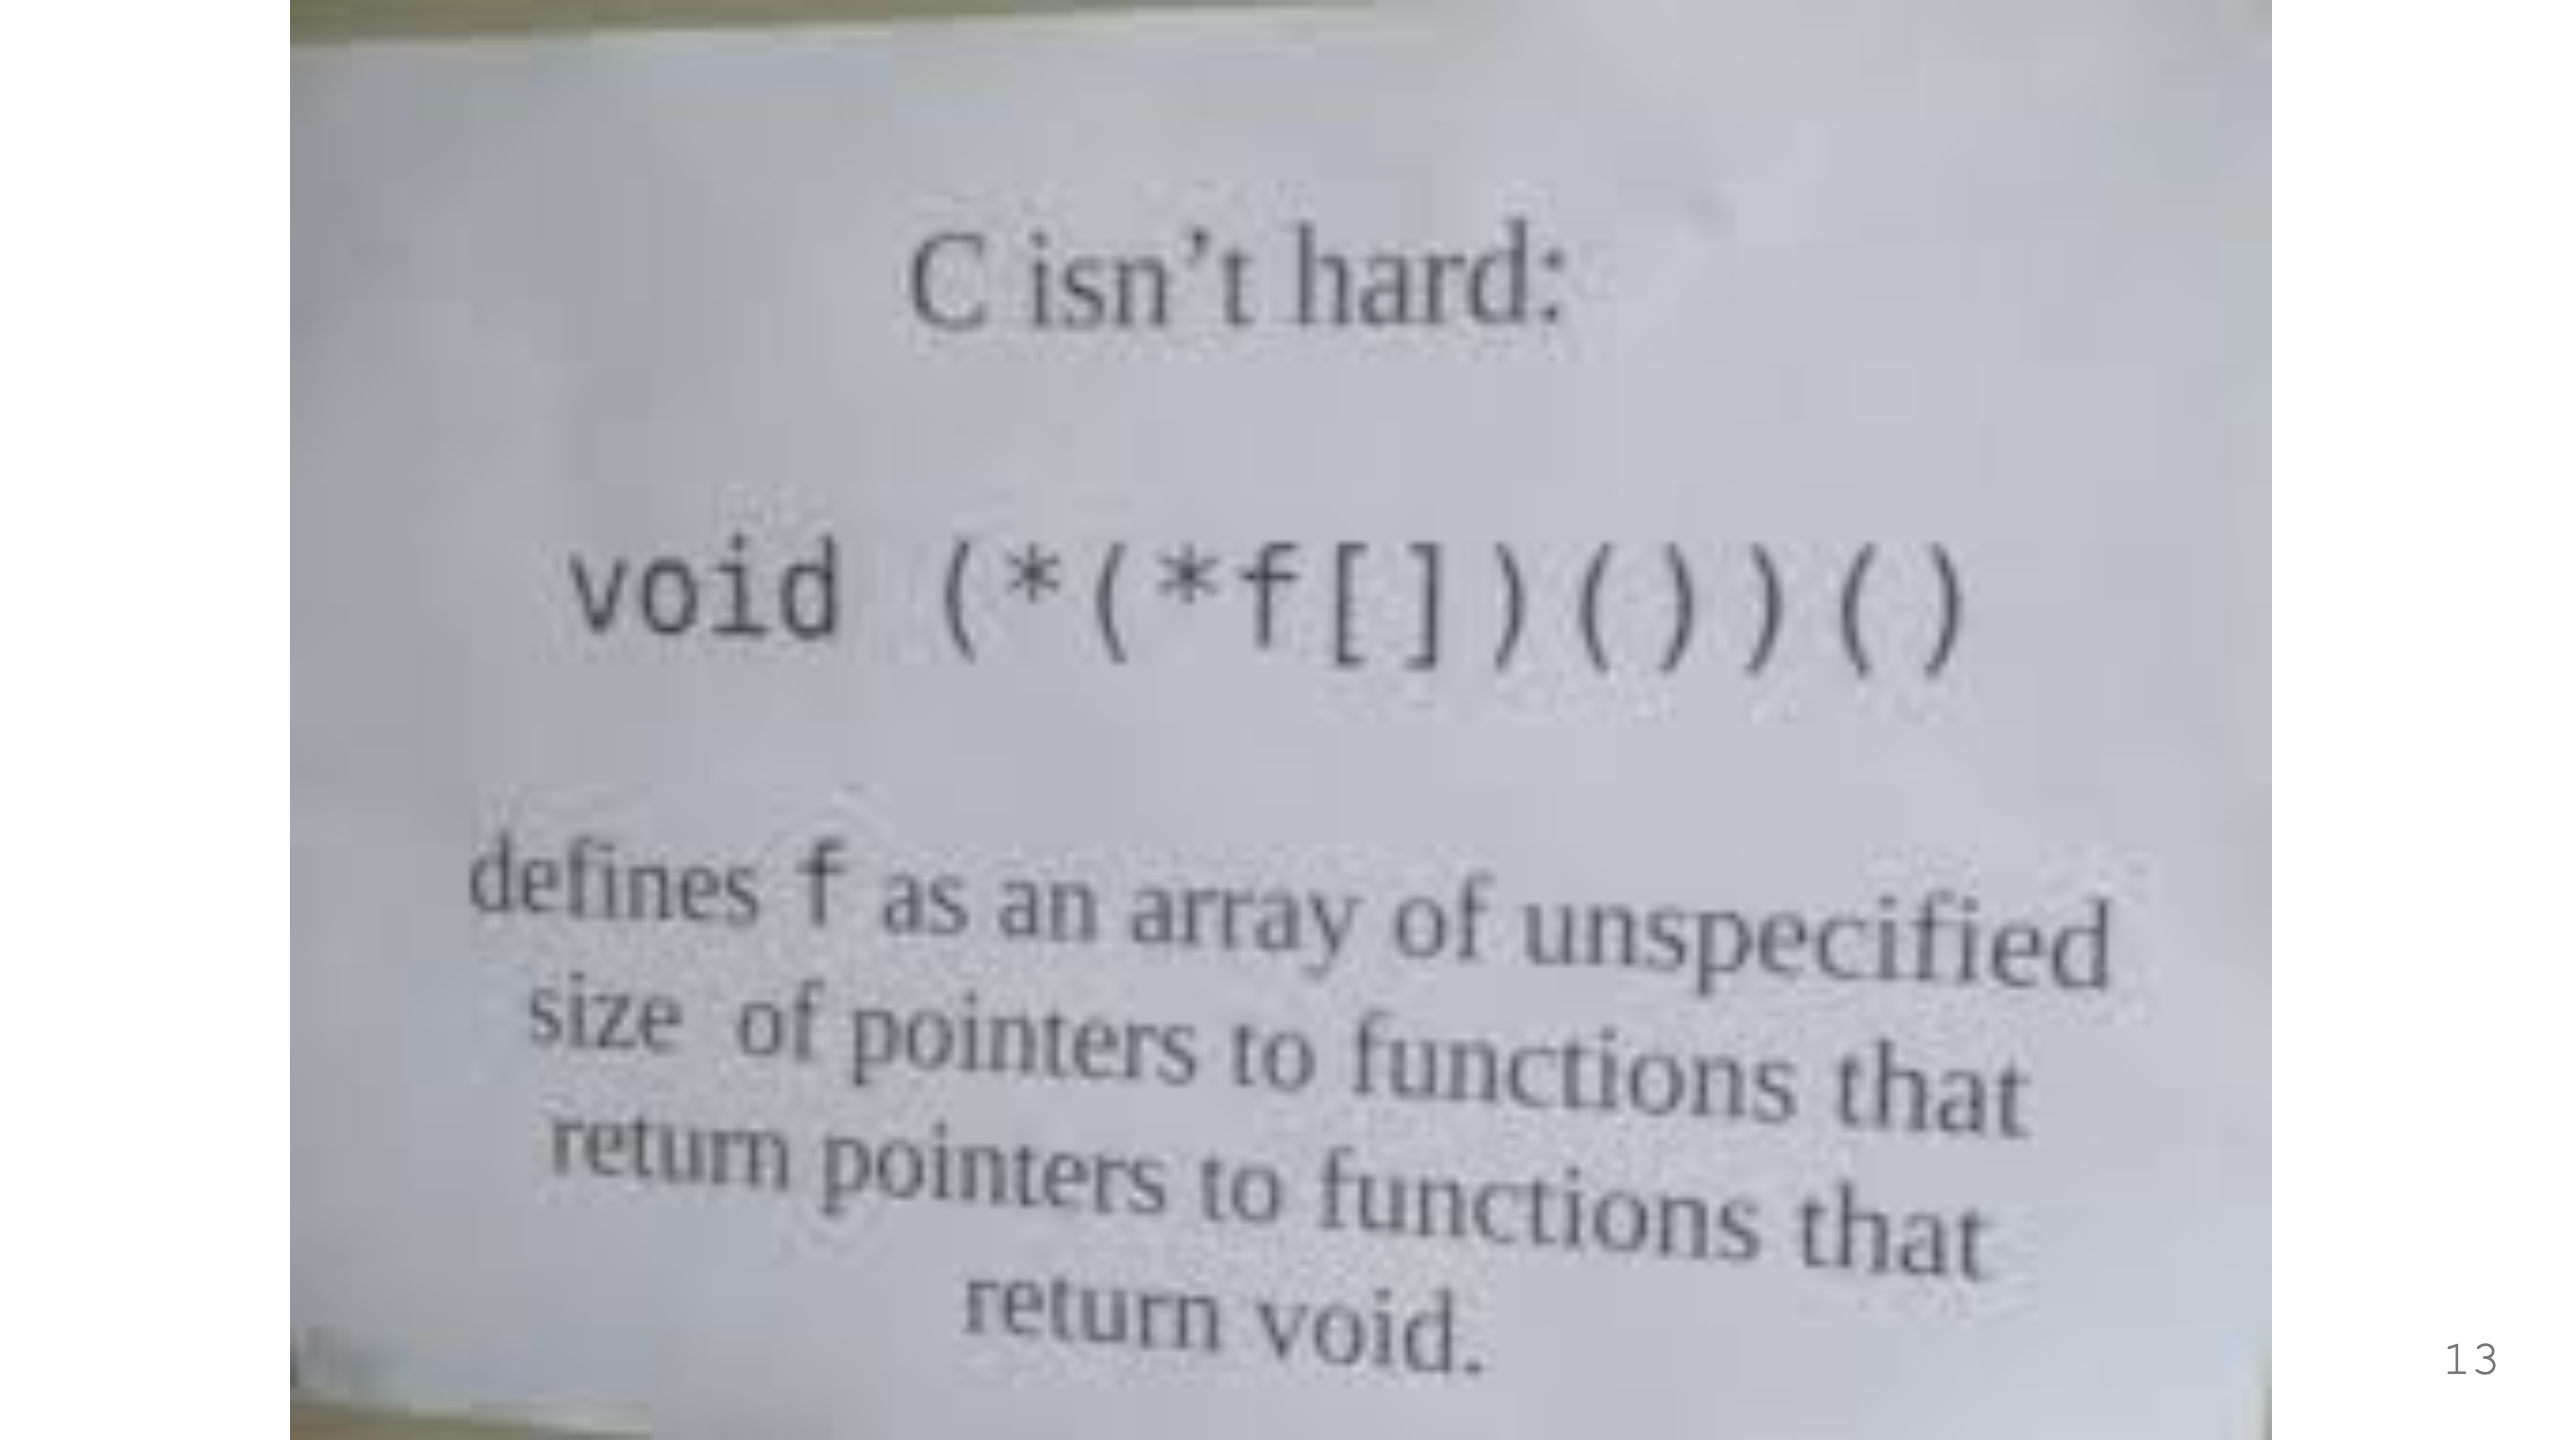 C isn’t hard:
void (*(*f[])())()
defines f as an array of unspecified
size of pointers to functions that
return pointers to functions that
return void.
13